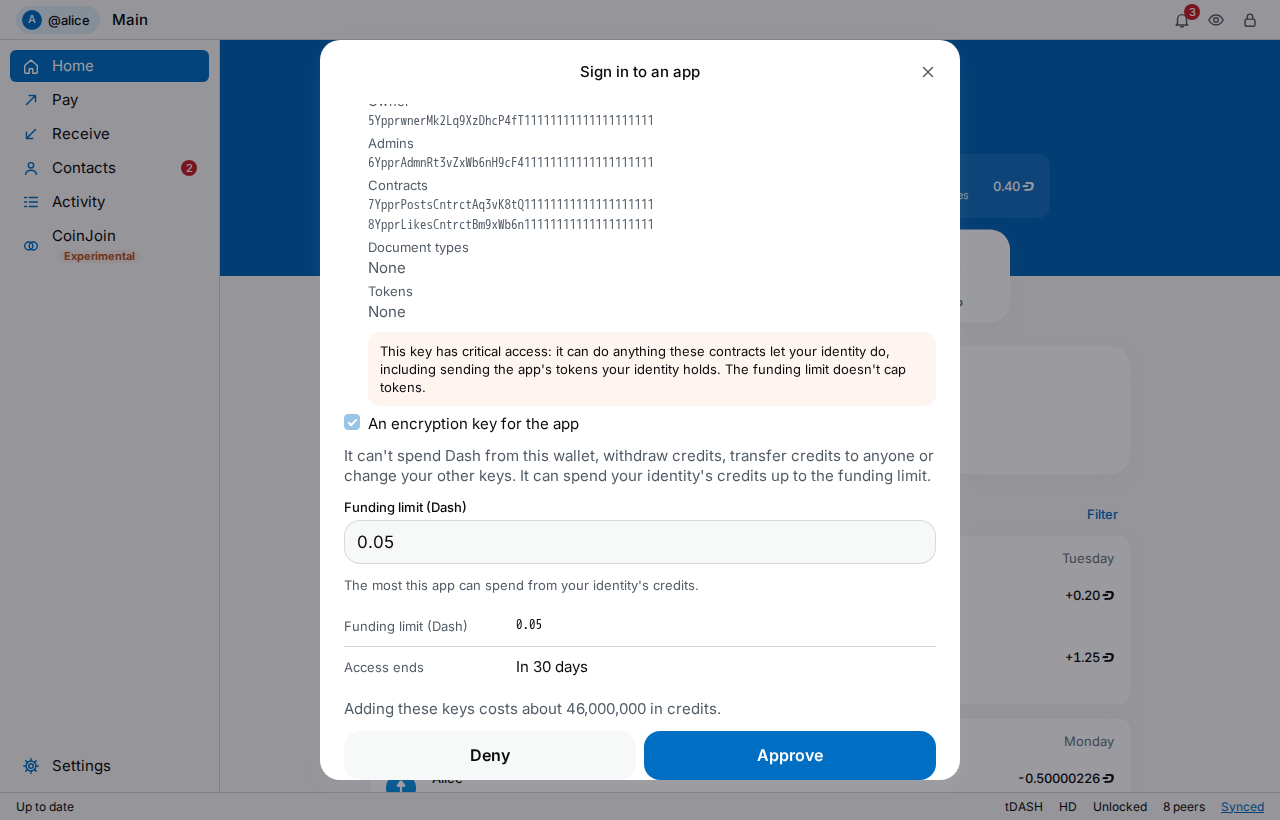 A @alice Main
3
Sign in to an app
Home
Pay
Receive
Contacts 2
Activity
CoinJoin
Experimental
Settings
Owner
5YpprwnerMk2Lq9XzDhcP4fT11111111111111111111
Admins
6YpprAdmnRt3vZxWb6nH9cF411111111111111111111
Contracts
7YpprPostsCntrctAq3vK8tQ11111111111111111111
8YpprLikesCntrctBm9xWb6n11111111111111111111
Document types
None
Tokens
None
This key has critical access: it can do anything these contracts let your identity do,
including sending the app's tokens your identity holds. The funding limit doesn't cap
tokens.
An encryption key for the app
It can't spend Dash from this wallet, withdraw credits, transfer credits to anyone or
change your other keys. It can spend your identity's credits up to the funding limit.
Funding limit (Dash)
0.05
The most this app can spend from your identity's credits.
Funding limit (Dash) 0.05
Access ends In 30 days
Adding these keys costs about 46,000,000 in credits.
Deny Approve
0.40
Filter
Tuesday
+0.20
+1.25
Monday
Alice -0.50000226
Up to date tDASH HD Unlocked 8 peers Synced